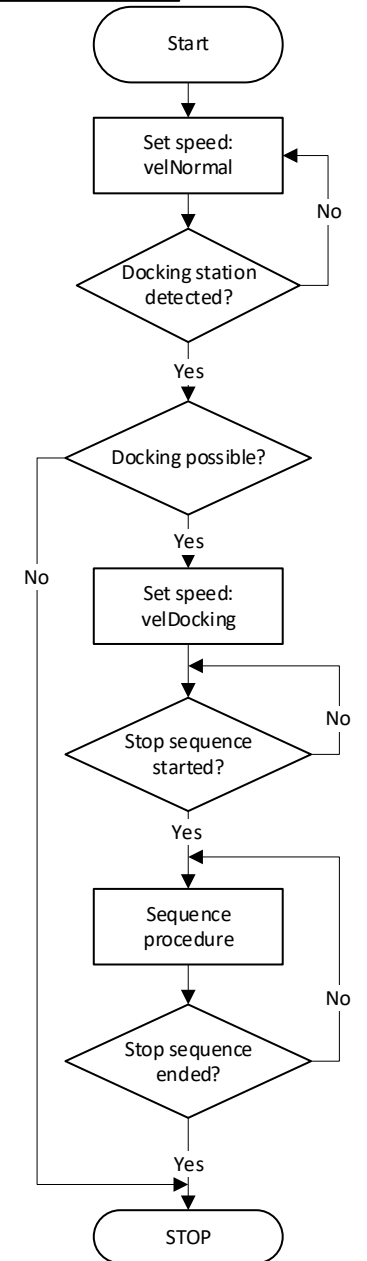 Start
Set speed:
velNormal
No
Docking station
detected?
Yes
Docking possible?
Yes
No
Set speed:
velDocking
No
Stop sequence
started?
Yes
Sequence
procedure
No
Stop sequence
ended?
Yes
STOP